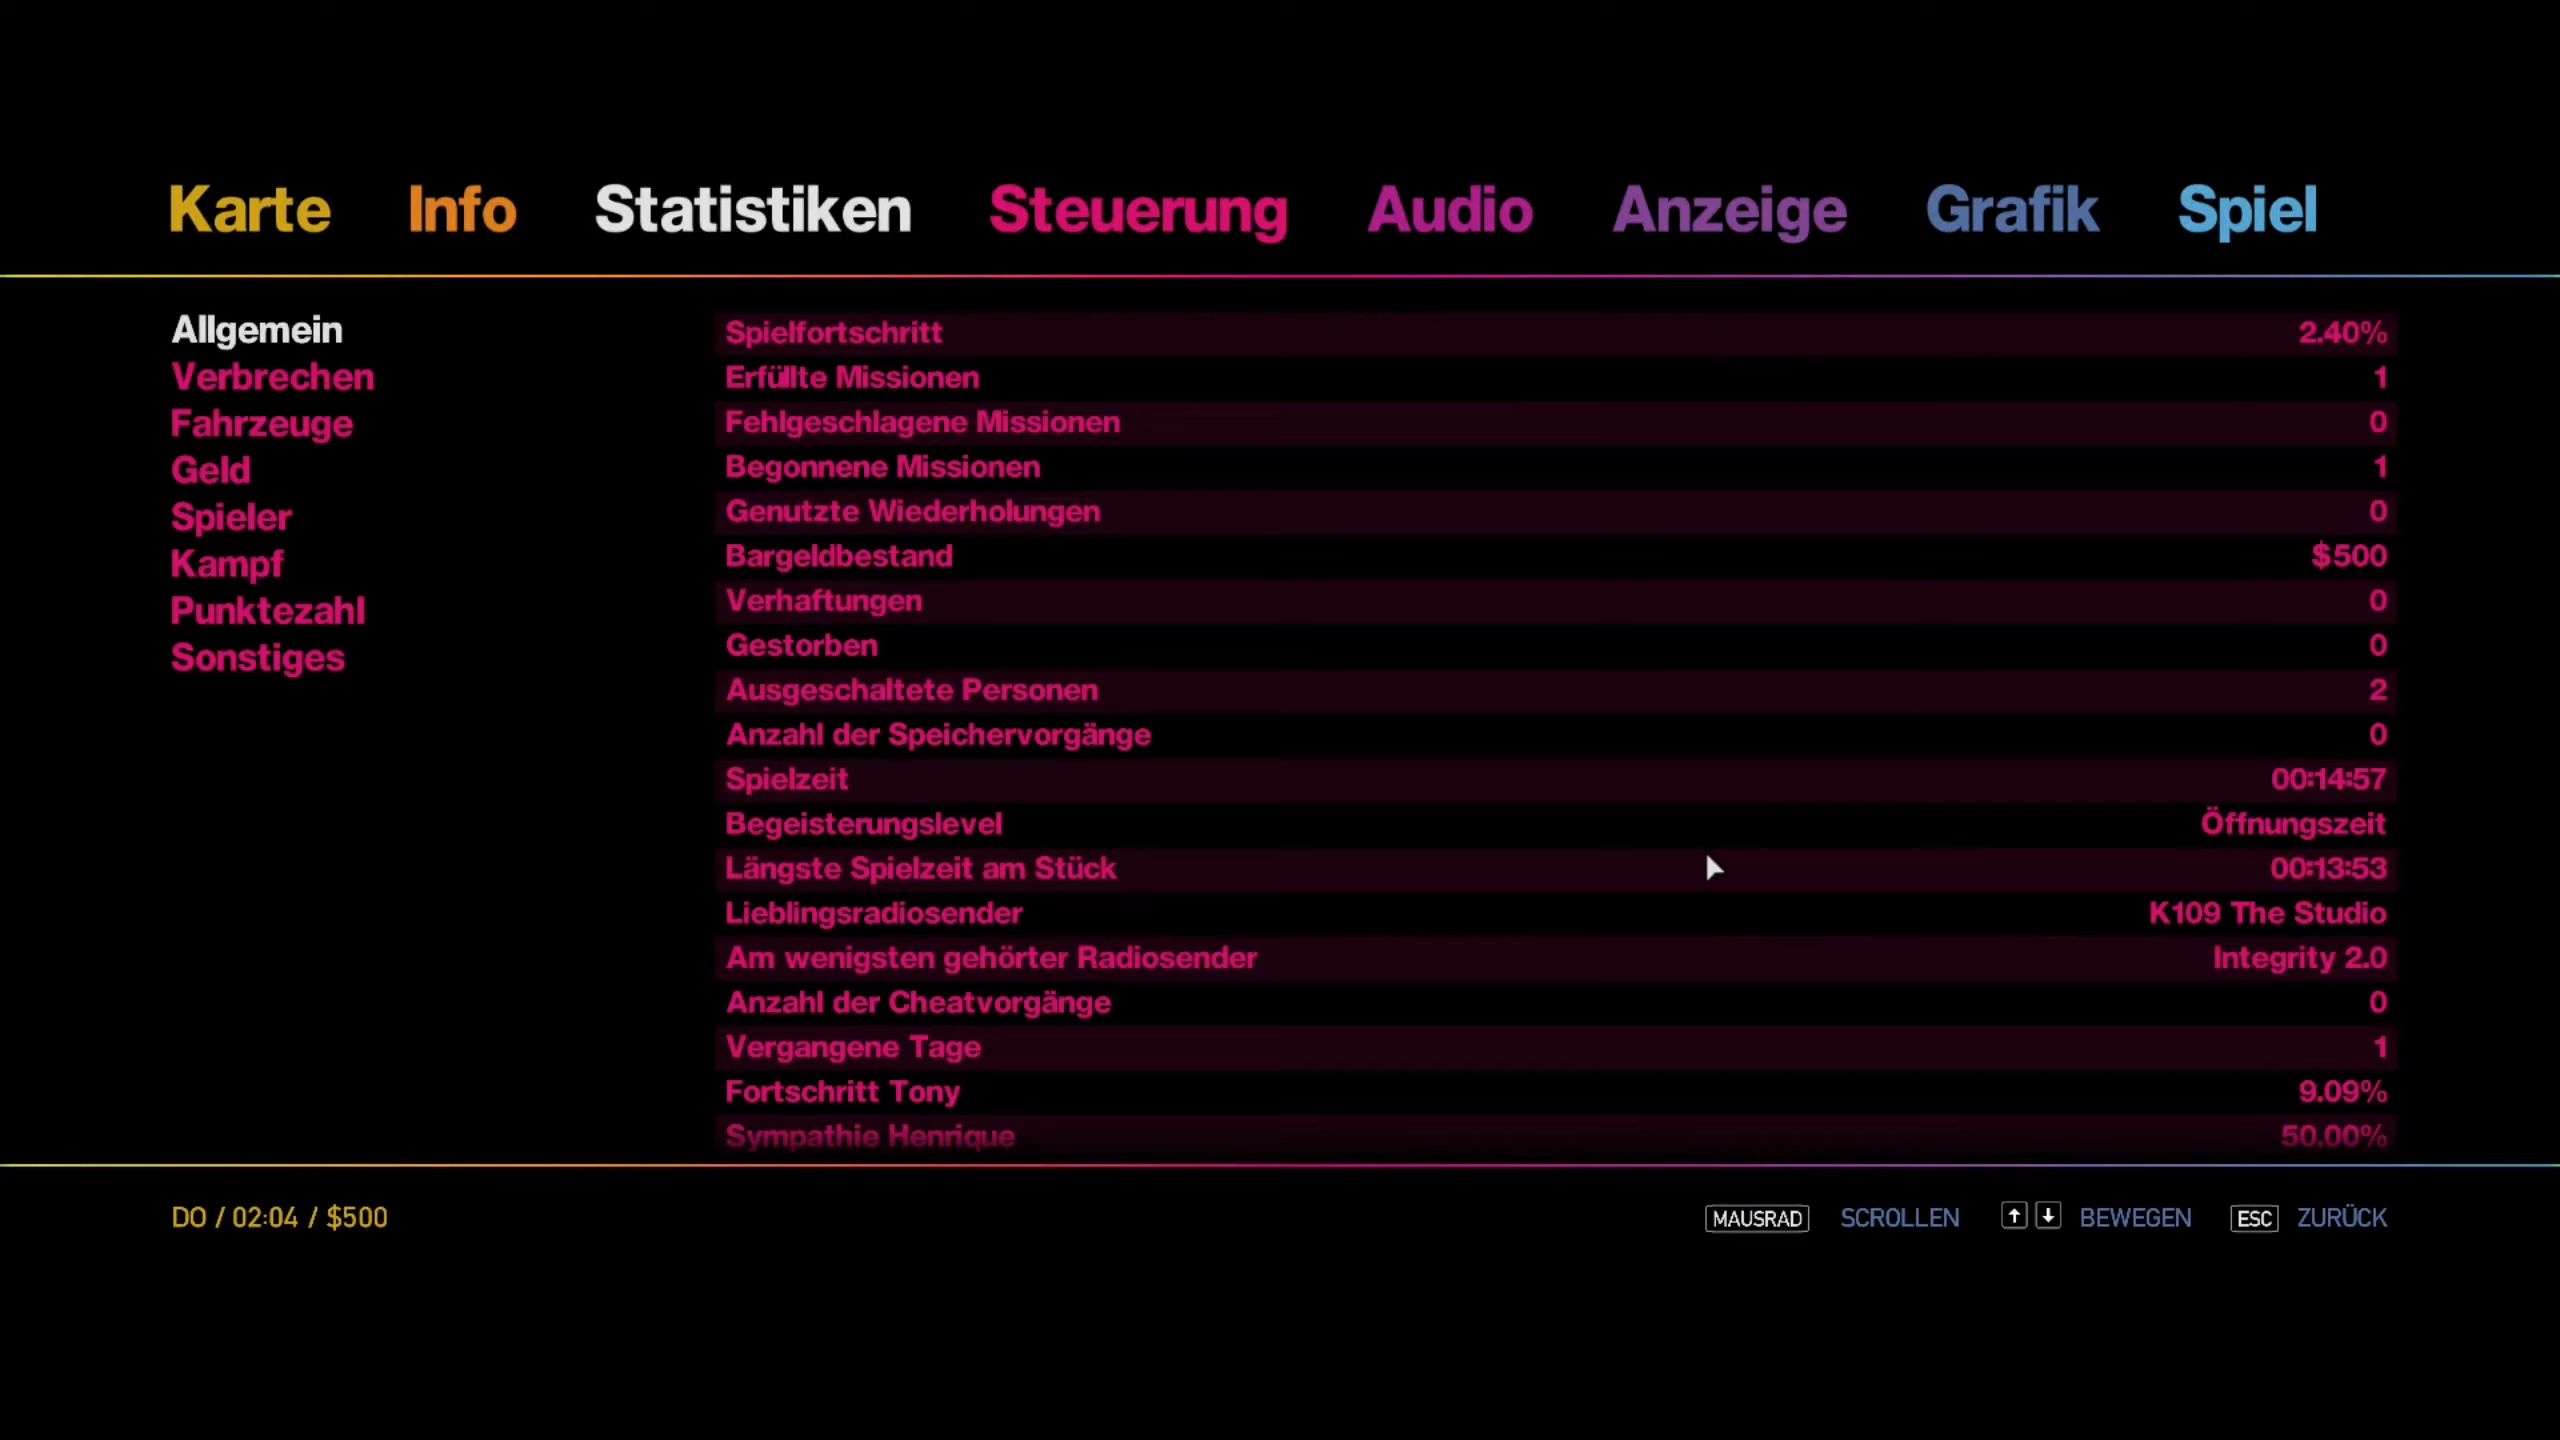 Karte Info Statistiken Steuerung Audio Anzeige Grafik Spiel
Allgemein
Verbrechen
Fahrzeuge
Geld
Spieler
Kampf
Punktezahl
Sonstiges
Spielfortschritt 2.40%
Erfüllte Missionen 1
Fehlgeschlagene Missionen 0
Begonnene Missionen 1
Genutzte Wiederholungen 0
Bargeldbestand $500
Verhaftungen 0
Gestorben 0
Ausgeschaltete Personen 2
Anzahl der Speichervorgänge 0
Spielzeit 00:14:57
Begeisterungslevel Öffnungszeit
Längste Spielzeit am Stück 00:13:53
Lieblingsradiosender K109 The Studio
Am wenigsten gehörter Radiosender Integrity 2.0
Anzahl der Cheatvorgänge 0
Vergangene Tage 1
Fortschritt Tony 9.09%
Sympathie Henrique 50.00%
DO / 02:04 / $500 MAUSRAD SCROLLEN ↑ ↓ BEWEGEN ESC ZURÜCK